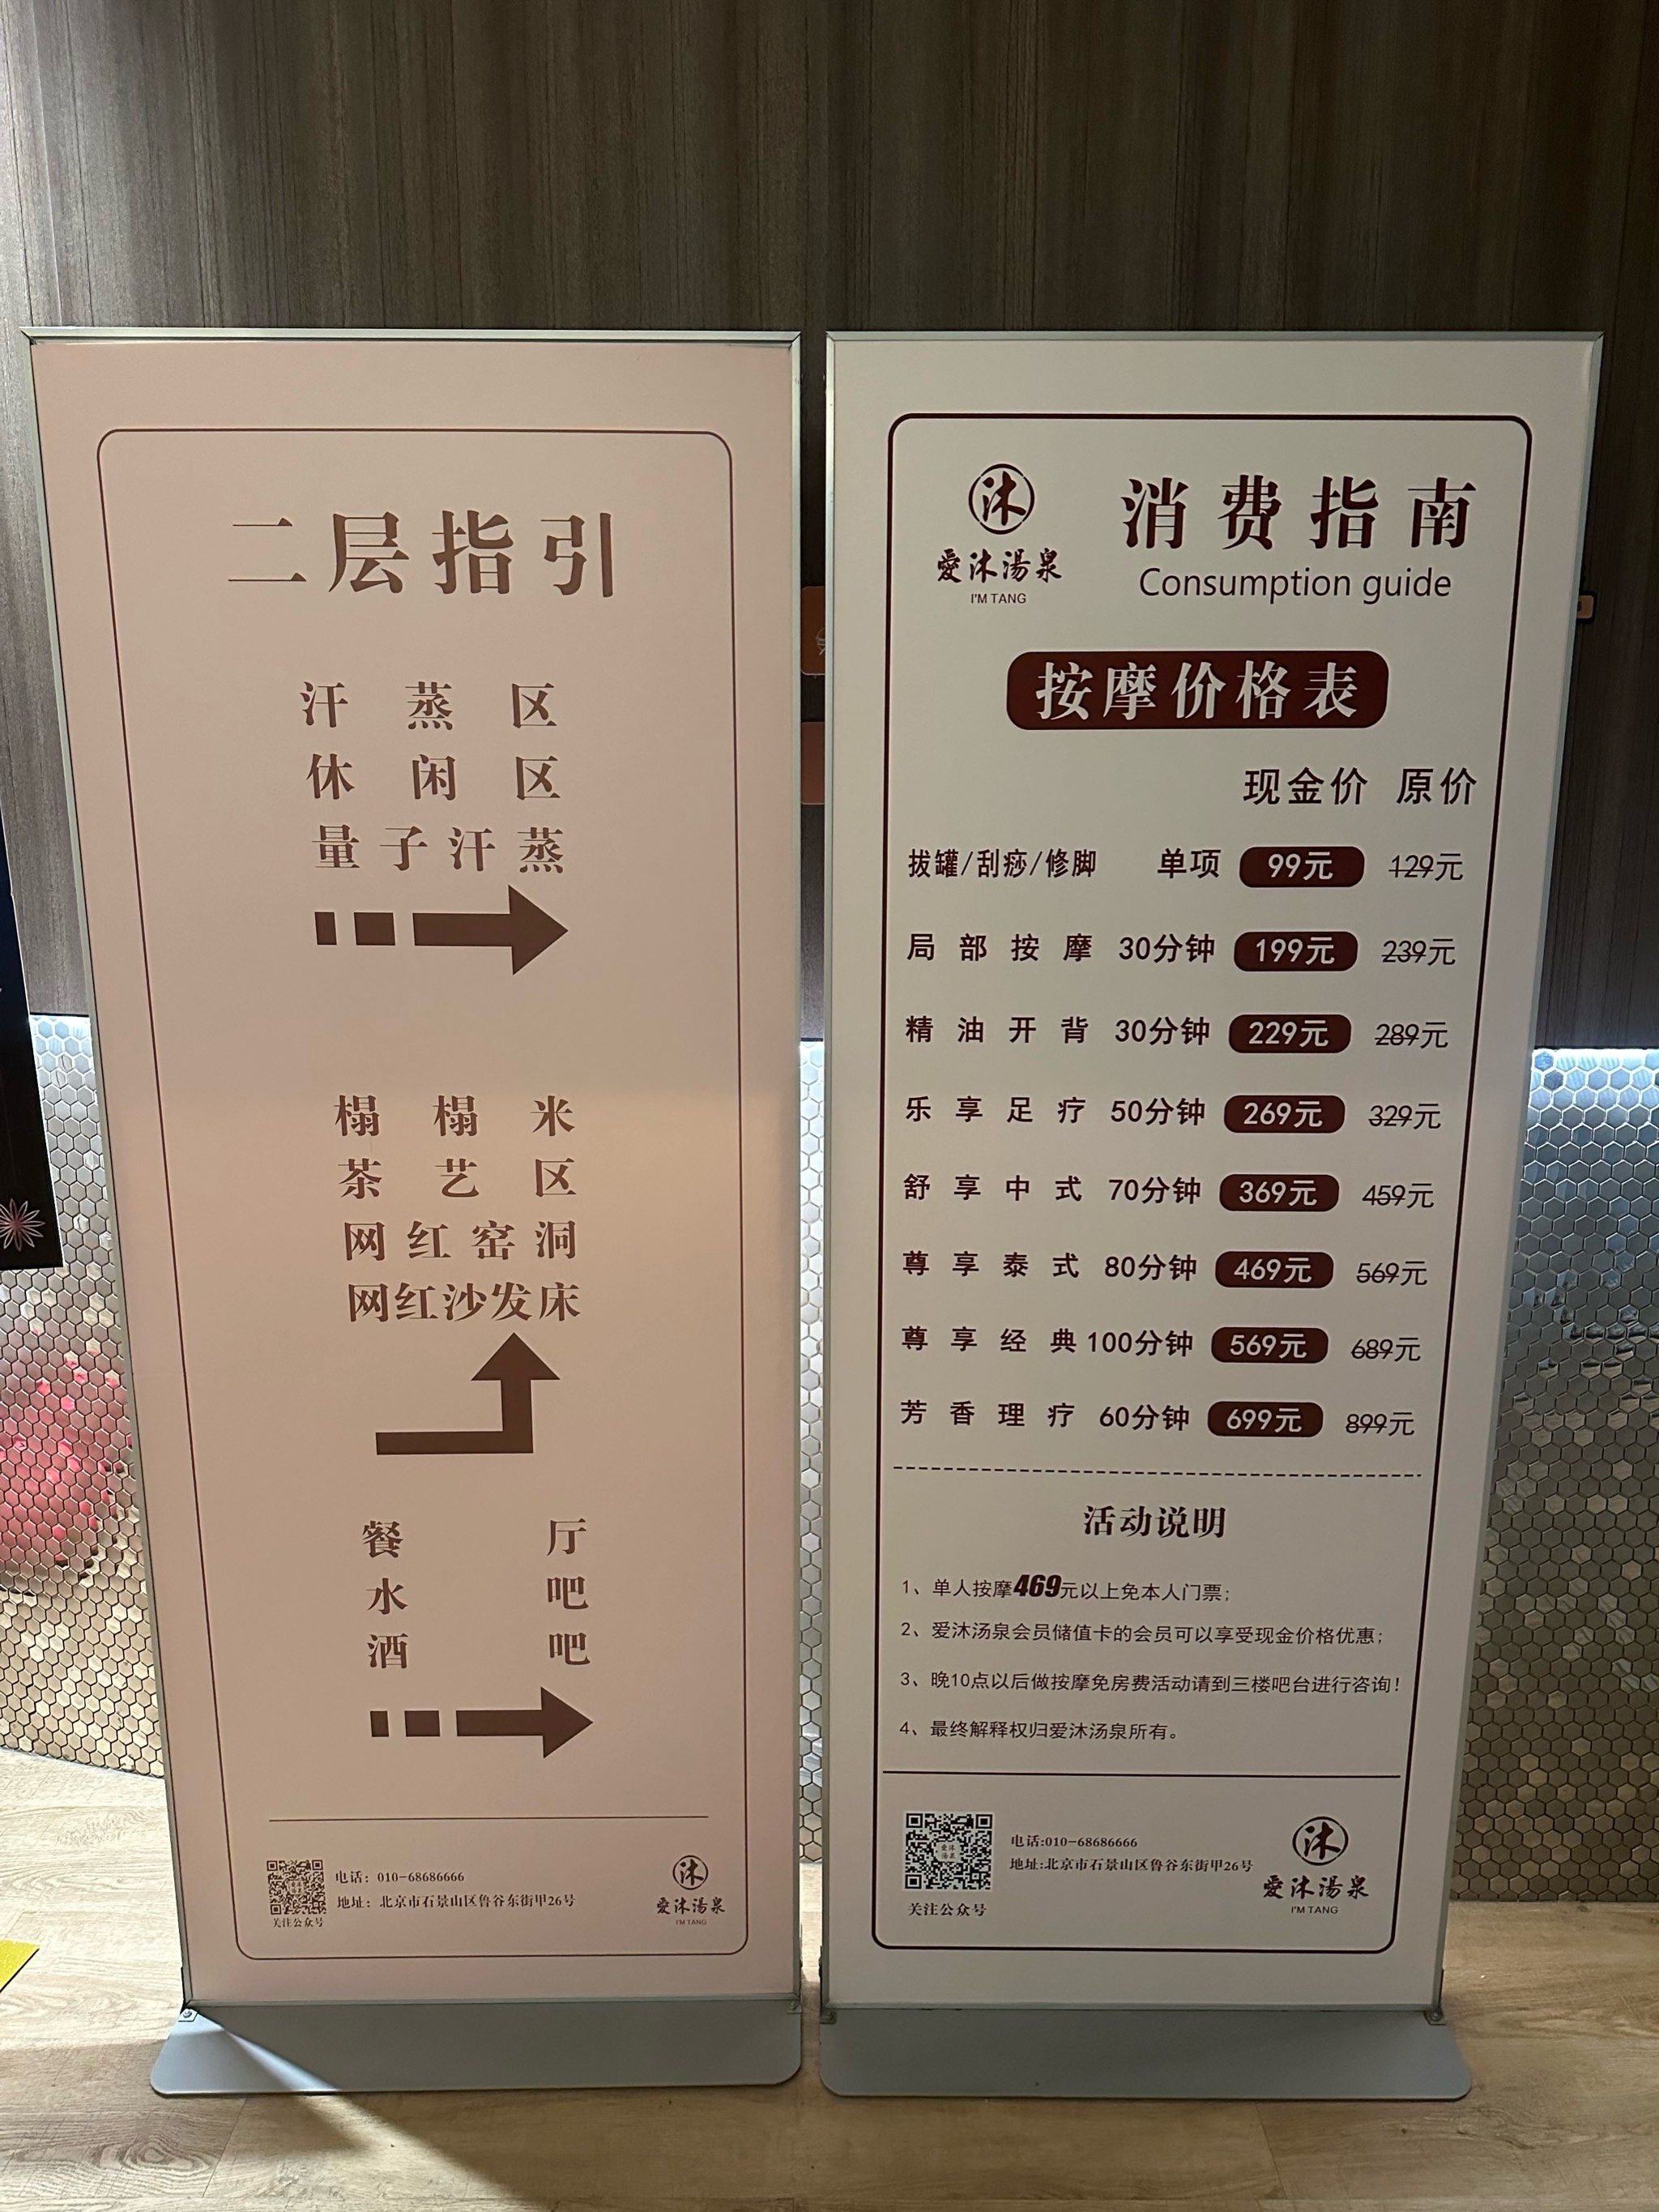 二层指引
汗蒸区
休闲区
量子汗蒸
榻榻米
茶艺区
网红窑洞
网红沙发床
餐厅
水吧
酒吧
关注公众号
电话：010-68686666
地址：北京市石景山区鲁谷东街甲26号
沐
愛沐湯泉
I'M TANG
沐
愛沐湯泉
I'M TANG
消费指南
Consumption guide
按摩价格表
现金价 原价
拔罐/刮痧/修脚 单项 99元 129元
局部按摩 30分钟 199元 239元
精油开背 30分钟 229元 289元
乐享足疗 50分钟 269元 329元
舒享中式 70分钟 369元 459元
尊享泰式 80分钟 469元 569元
尊享经典 100分钟 569元 689元
芳香理疗 60分钟 699元 899元
活动说明
1、单人按摩469元以上免本人门票；
2、爱沐汤泉会员储值卡的会员可以享受现金价格优惠；
3、晚10点以后做按摩免房费活动请到三楼吧台进行咨询！
4、最终解释权归爱沐汤泉所有。
关注公众号
电话:010-68686666
地址:北京市石景山区鲁谷东街甲26号
沐
愛沐湯泉
I'M TANG